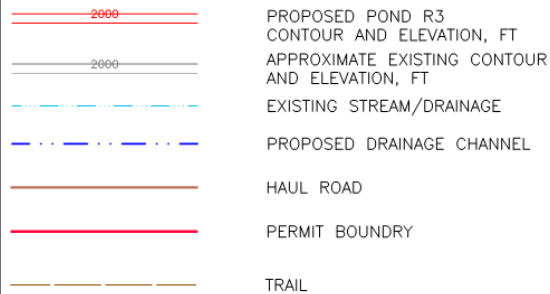 2000
PROPOSED POND R3
CONTOUR AND ELEVATION, FT
2000
APPROXIMATE EXISTING CONTOUR
AND ELEVATION, FT
EXISTING STREAM/DRAINAGE
PROPOSED DRAINAGE CHANNEL
HAUL ROAD
PERMIT BOUNDRY
TRAIL